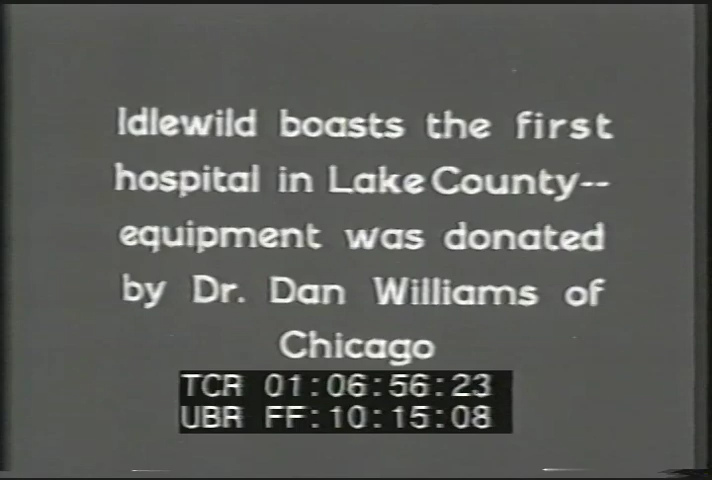 Idlewild boasts the first
hospital in Lake County--
equipment was donated
by Dr. Dan Williams of
Chicago
TCR 01:06:56:23
UBR FF:10:15:08